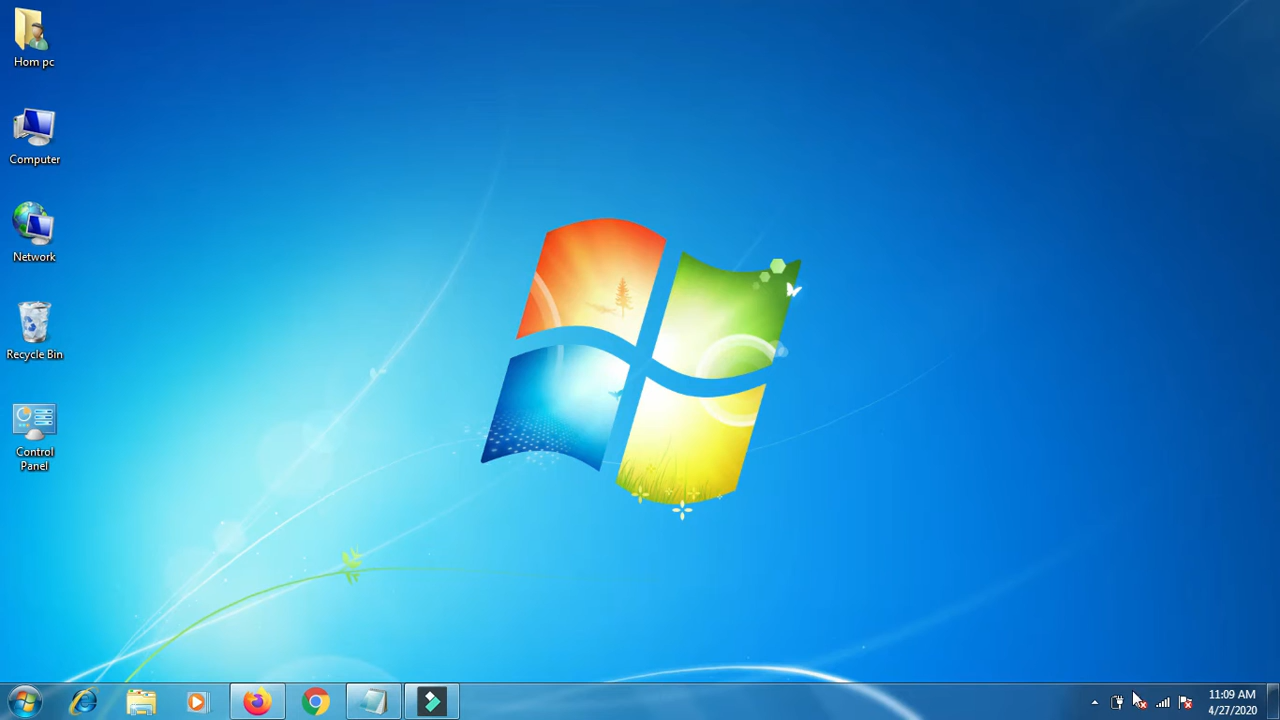 Hom pc
Computer
Network
Recycle Bin
Control
Panel
11:09 AM
4/27/2020